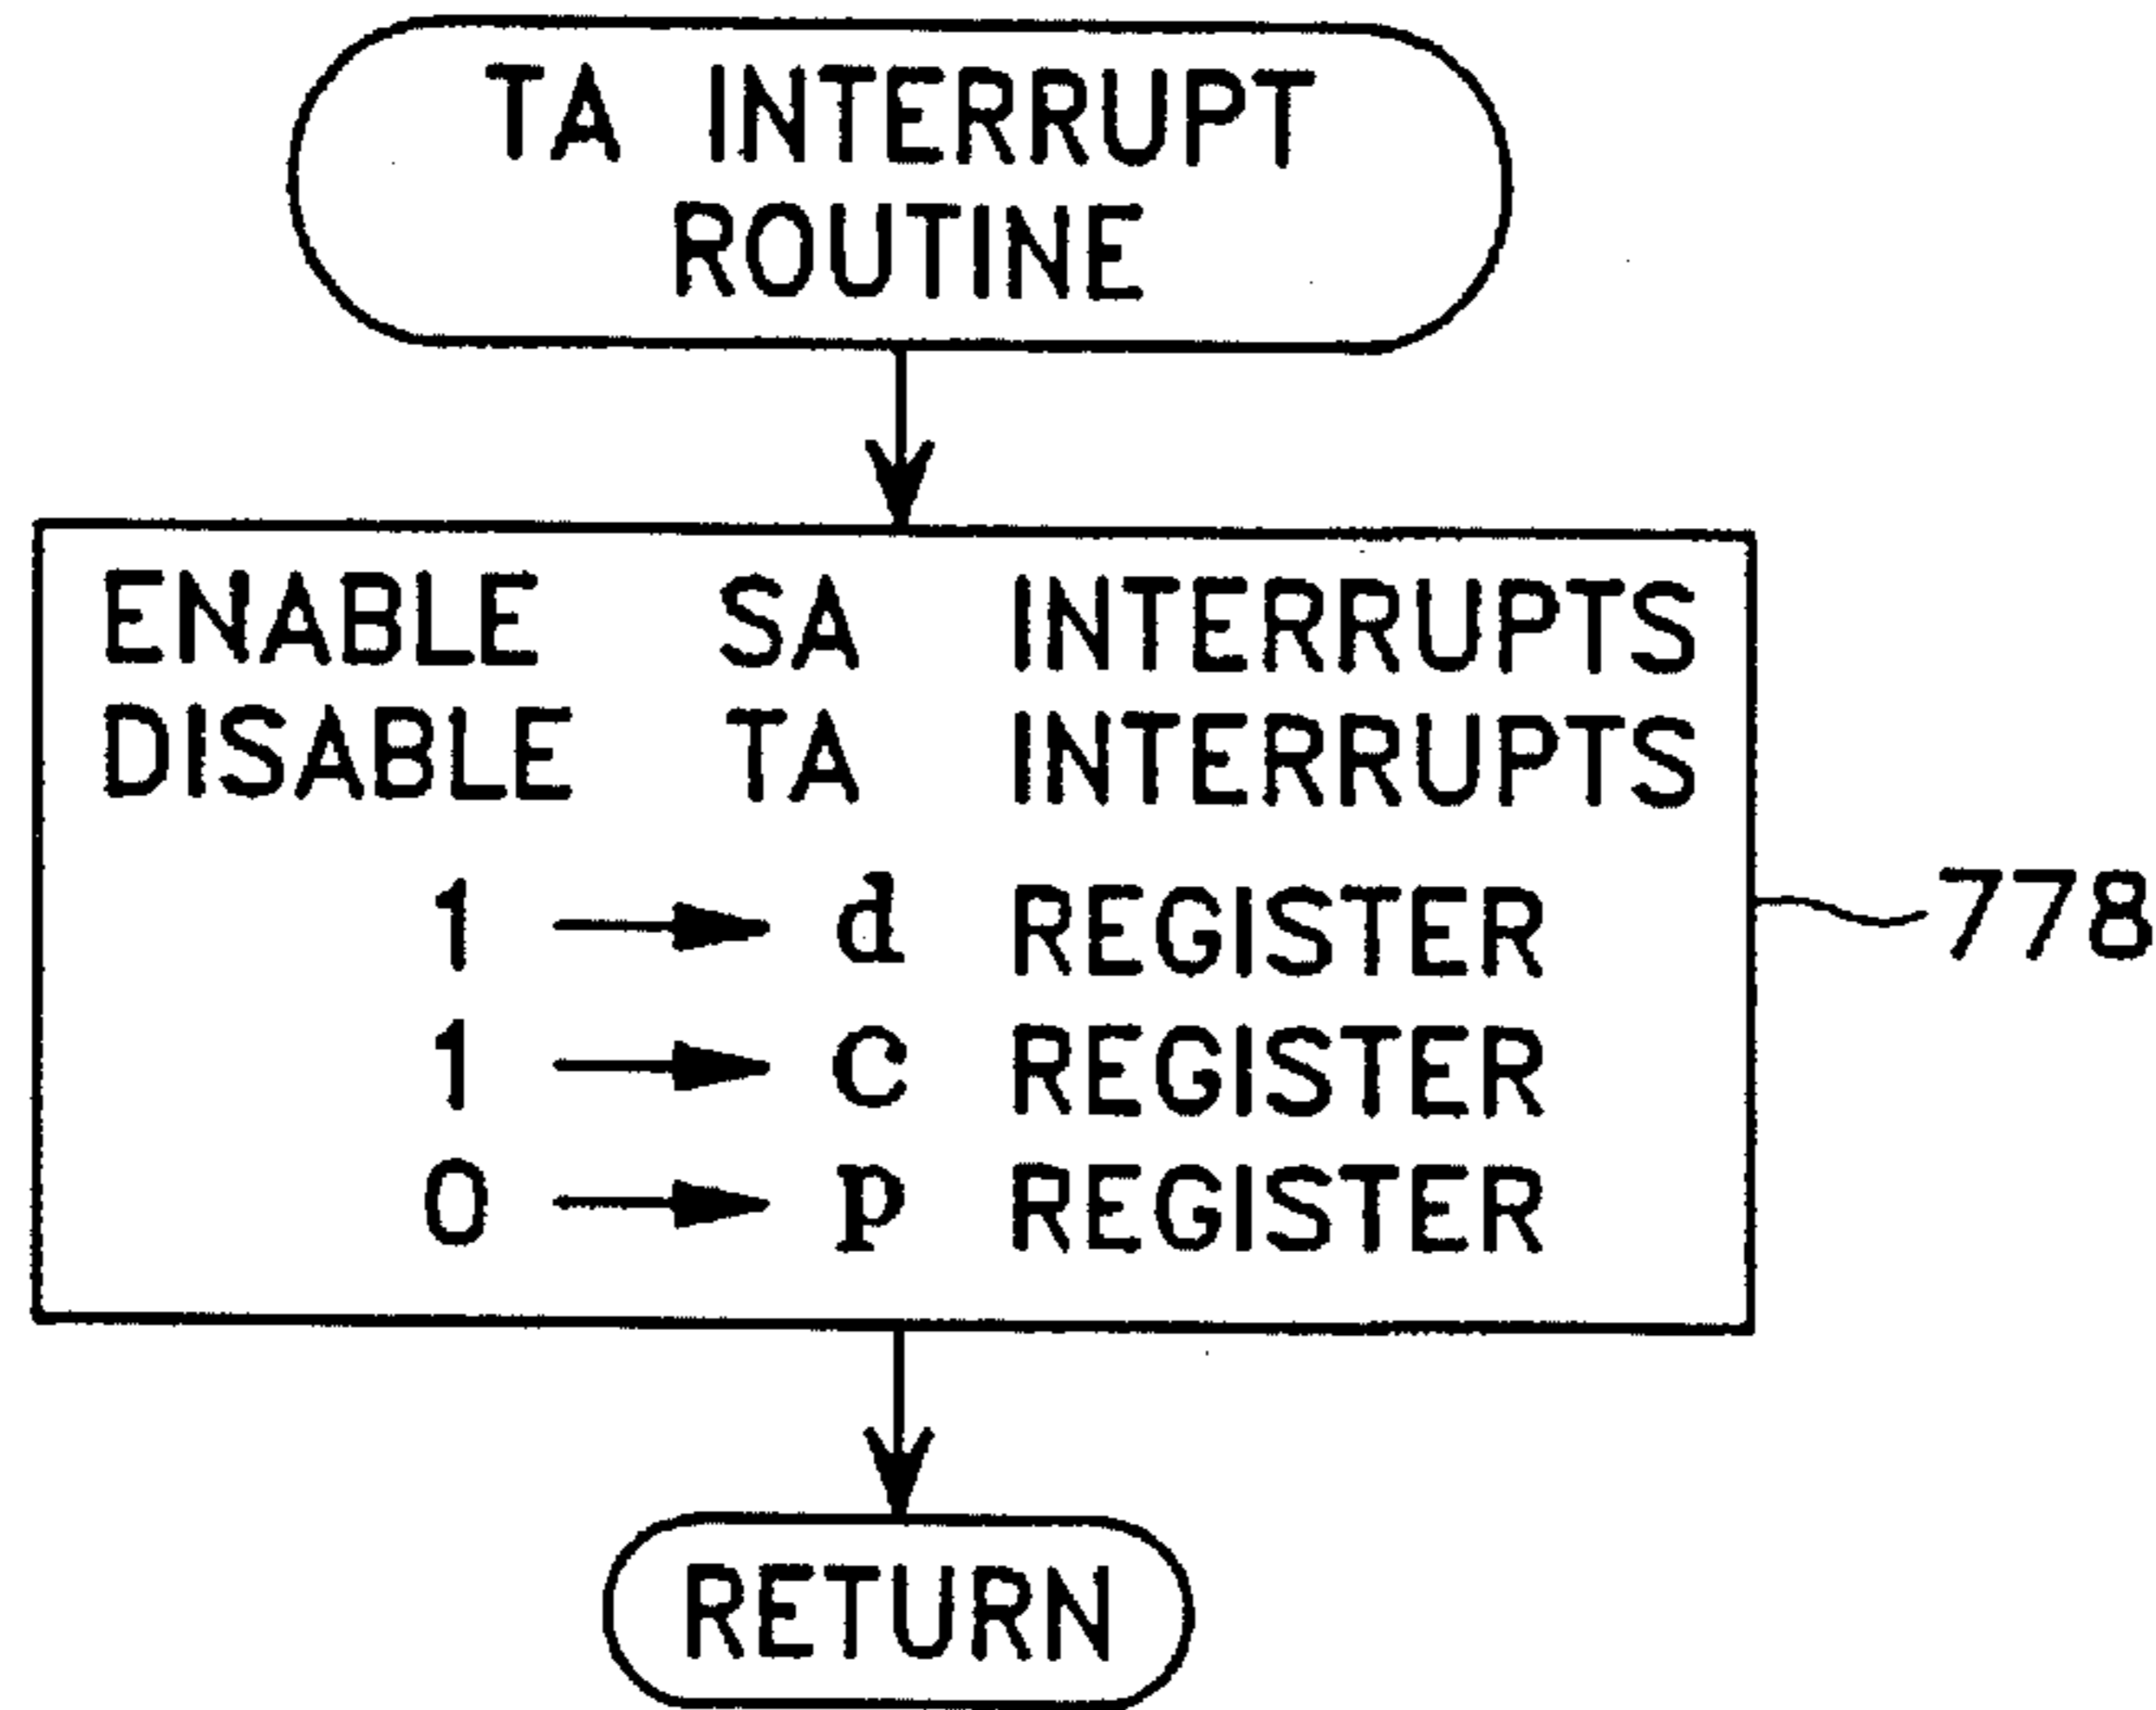 TA INTERRUPT
ROUTINE
ENABLE SA INTERRUPTS
DISABLE TA INTERRUPTS
1 → d REGISTER
1 → c REGISTER
0 → p REGISTER
778
RETURN